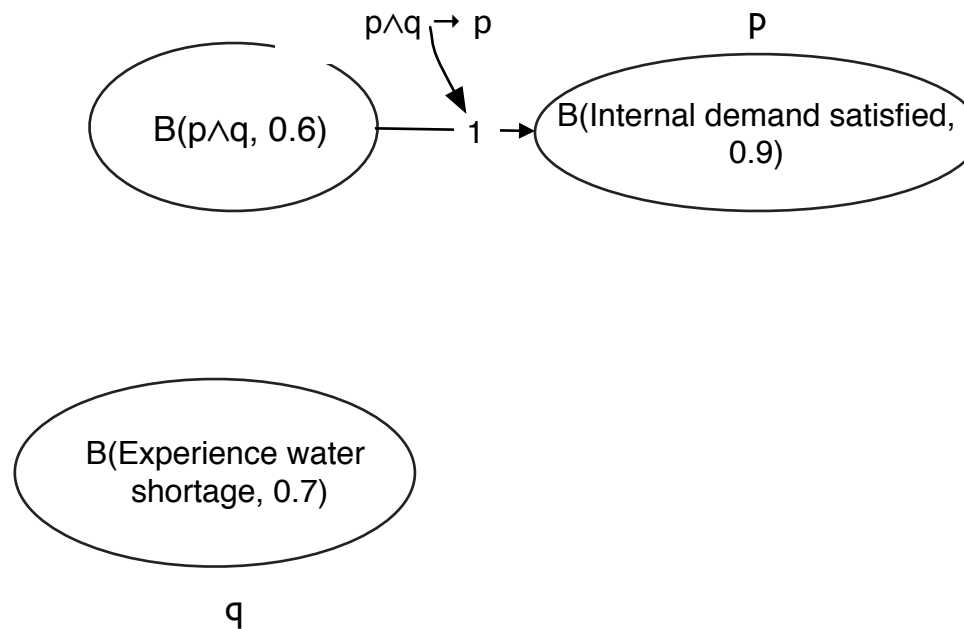 p∧q → p
p
B(p∧q, 0.6)
1
B(Internal demand satisfied,
0.9)
B(Experience water
shortage, 0.7)
q